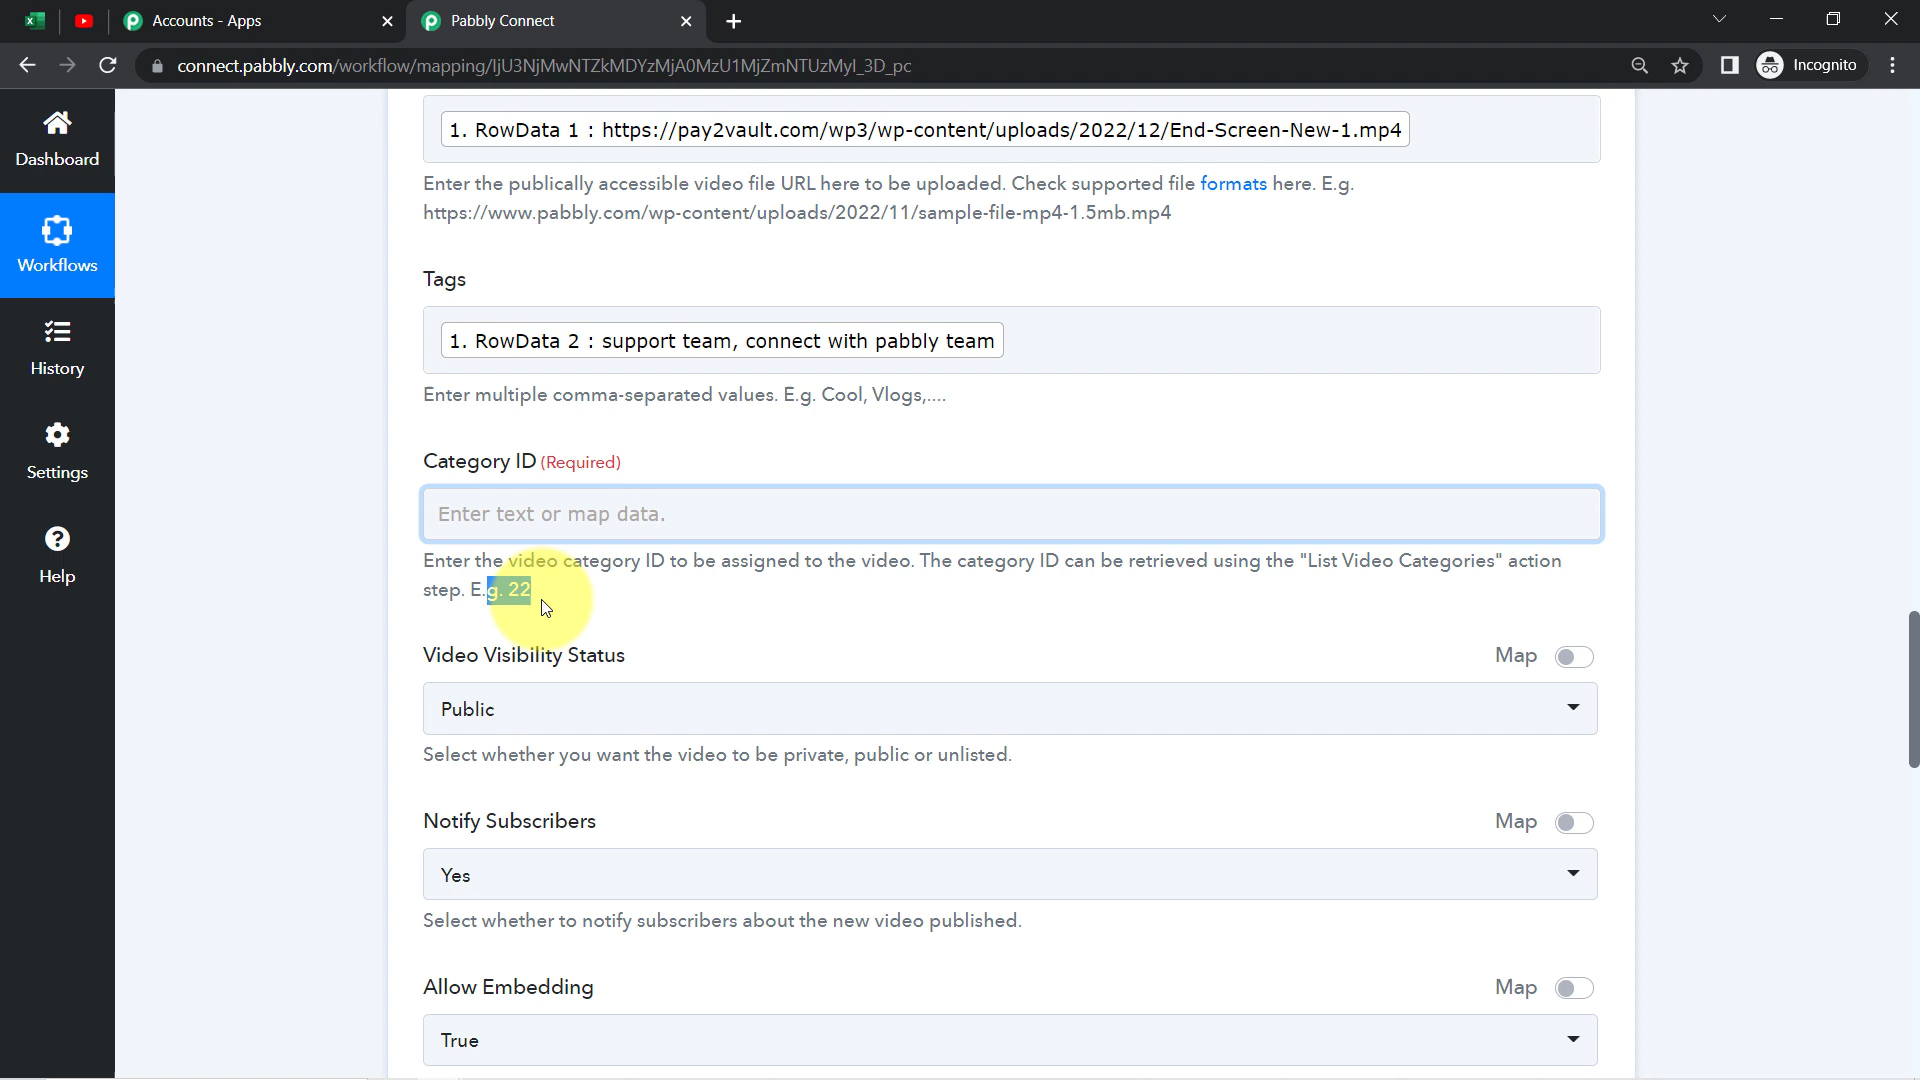 Accounts - Apps
Pabbly Connect
connect.pabbly.com/workflow/mapping/IjU3NjMwNTZkMDYzMjA0MzU1MjZmNTUzMyI_3D_pc
Incognito
Dashboard
Workflows
History
Settings
Help
1. RowData 1 : https://pay2vault.com/wp3/wp-content/uploads/2022/12/End-Screen-New-1.mp4
Enter the publically accessible video file URL here to be uploaded. Check supported file formats here. E.g.
https://www.pabbly.com/wp-content/uploads/2022/11/sample-file-mp4-1.5mb.mp4
Tags
1. RowData 2 : support team, connect with pabbly team
Enter multiple comma-separated values. E.g. Cool, Vlogs,....
Category ID (Required)
Enter text or map data.
Enter the video category ID to be assigned to the video. The category ID can be retrieved using the "List Video Categories" action
step. E.g. 22
Video Visibility Status
Map
Public
Select whether you want the video to be private, public or unlisted.
Notify Subscribers
Map
Yes
Select whether to notify subscribers about the new video published.
Allow Embedding
Map
True